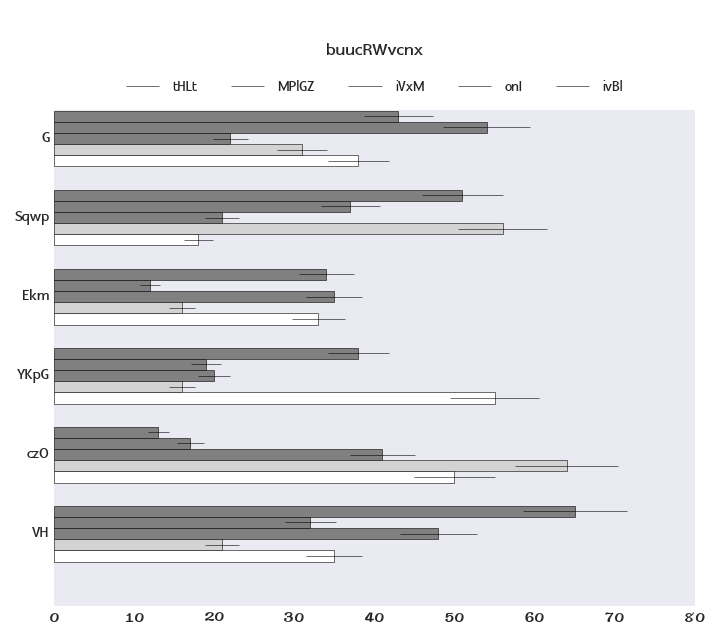 buucRWvcnx
tHLt MPlGZ iVxM onI ivBl
G
Sqwp
Ekm
YKpG
czO
VH
0 10 20 30 40 50 60 70 80